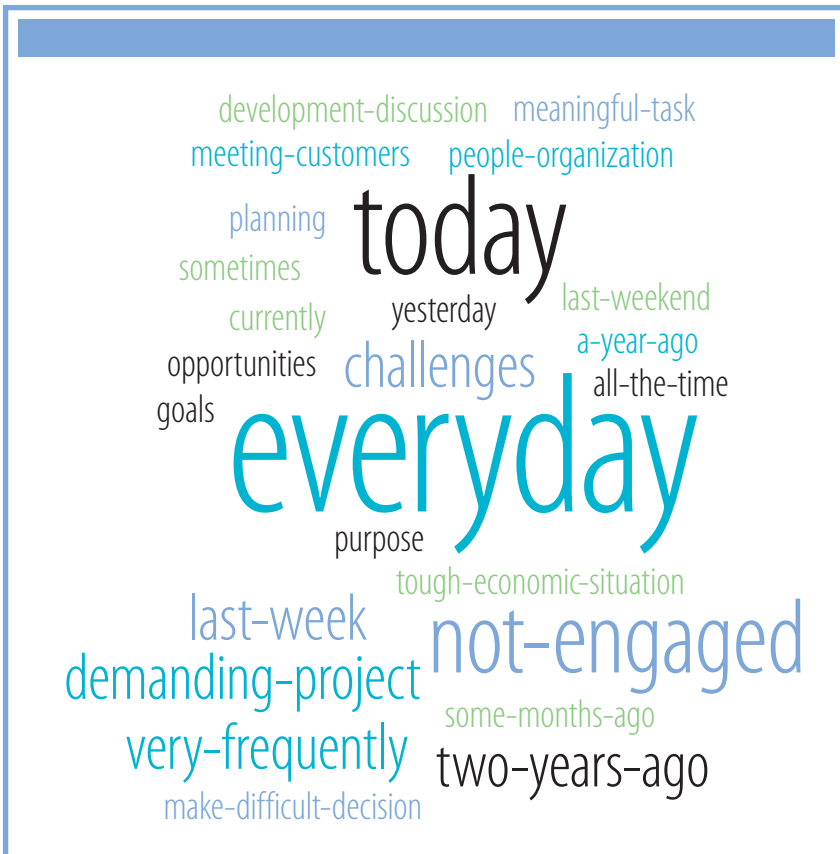 development-discussion meaningful-task
meeting-customers people-organization
planning today
sometimes
last-weekend
currently yesterday
a-year-ago
opportunities challenges all-the-time
goals
everyday
purpose
tough-economic-situation
last-week not-engaged
demanding-project
some-months-ago
very-frequently two-years-ago
make-difficult-decision